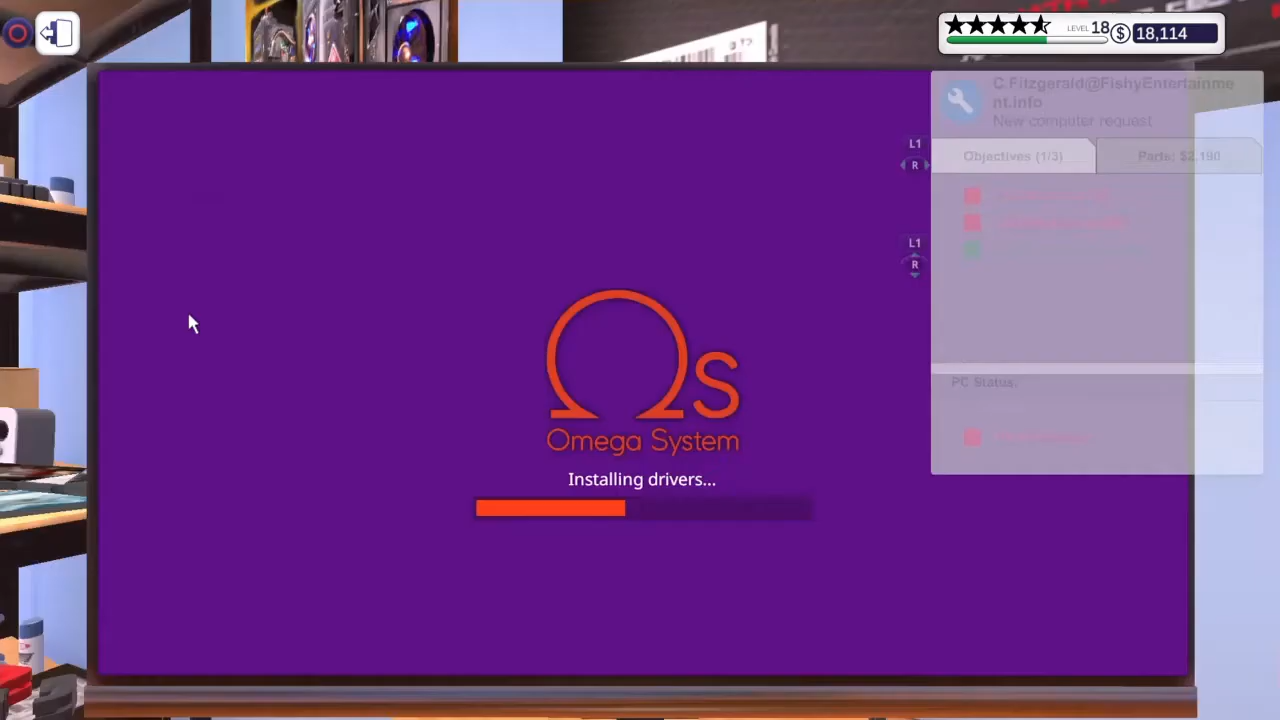 LEVEL 18
$ 18,114
C.Fitzgerald@FishyEntertainme
nt.info
New computer request
L1
R
Objectives (1/3)
Parts: $2,190
L1
R
Ωs
Omega System
PC Status:
Installing drivers...